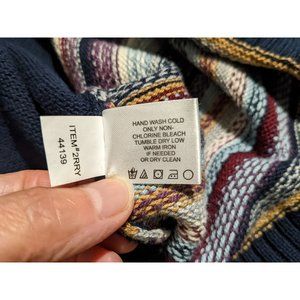 ITEM#2RRY
44139
HAND WASH COLD
ONLY NON-
CHLORINE BLEACH
TUMBLE DRY LOW
WARM IRON
IF NEEDED
OR DRY CLEAN